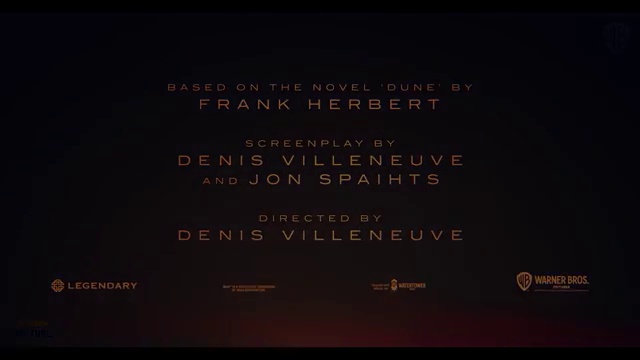 BASED ON THE NOVEL 'DUNE' BY
FRANK HERBERT
SCREENPLAY BY
DENIS VILLENEUVE
AND JON SPAIHTS
DIRECTED BY
DENIS VILLENEUVE
LEGENDARY
WATERTOWER
WARNER BROS.